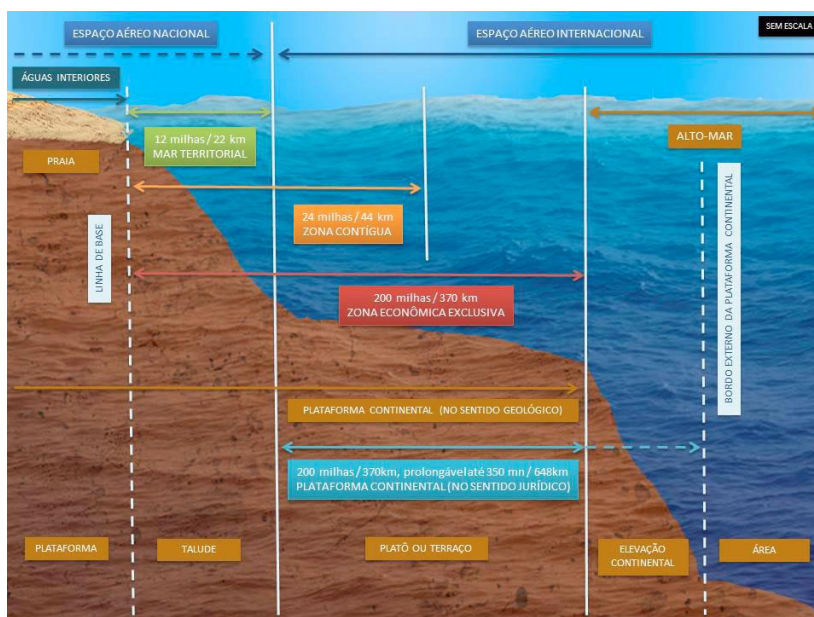 ESPAÇO AÉREO NACIONAL
ESPAÇO AÉREO INTERNACIONAL
SEM ESCALA
ÁGUAS INTERIORES
12 milhas / 22 km
MAR TERRITORIAL
ALTO-MAR
PRAIA
24 milhas / 44 km
ZONA CONTÍGUA
LINHA DE BASE
BORDO EXTERNO DA PLATAFORMA CONTINENTAL
200 milhas / 370 km
ZONA ECONÔMICA EXCLUSIVA
PLATAFORMA CONTINENTAL (NO SENTIDO GEOLÓGICO)
200 milhas / 370km, prolongável até 350 mn / 648km
PLATAFORMA CONTINENTAL (NO SENTIDO JURÍDICO)
PLATAFORMA
TALUDE
PLATÔ OU TERRAÇO
ELEVAÇÃO
CONTINENTAL
ÁREA